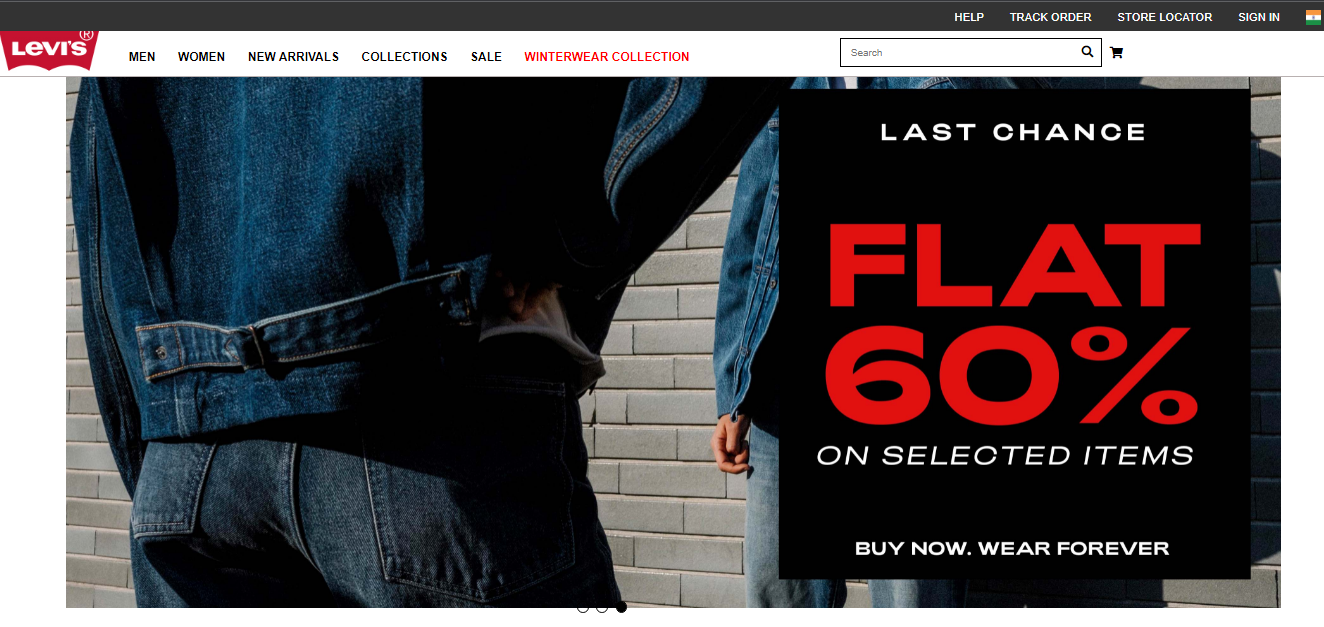 HELP TRACK ORDER STORE LOCATOR SIGN IN
LEVI'S ®
MEN WOMEN NEW ARRIVALS COLLECTIONS SALE WINTERWEAR COLLECTION
Search
LAST CHANCE
FLAT
60%
ON SELECTED ITEMS
BUY NOW. WEAR FOREVER